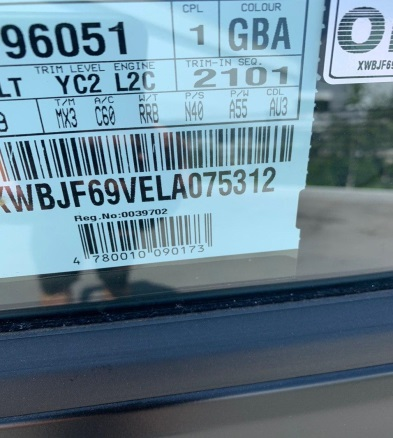 CPL COLOUR
96051 1 GBA
TRIM LEVEL ENGINE TRIM-IN SEQ.
LT YC2 L2C 2101
T/M A/C W/T P/S P/W CDL
MX3 C60 RRB N40 A55 AU3
XWBJF69VELA075312
Reg.No:0039702
4 780010 090173
XWBJF69